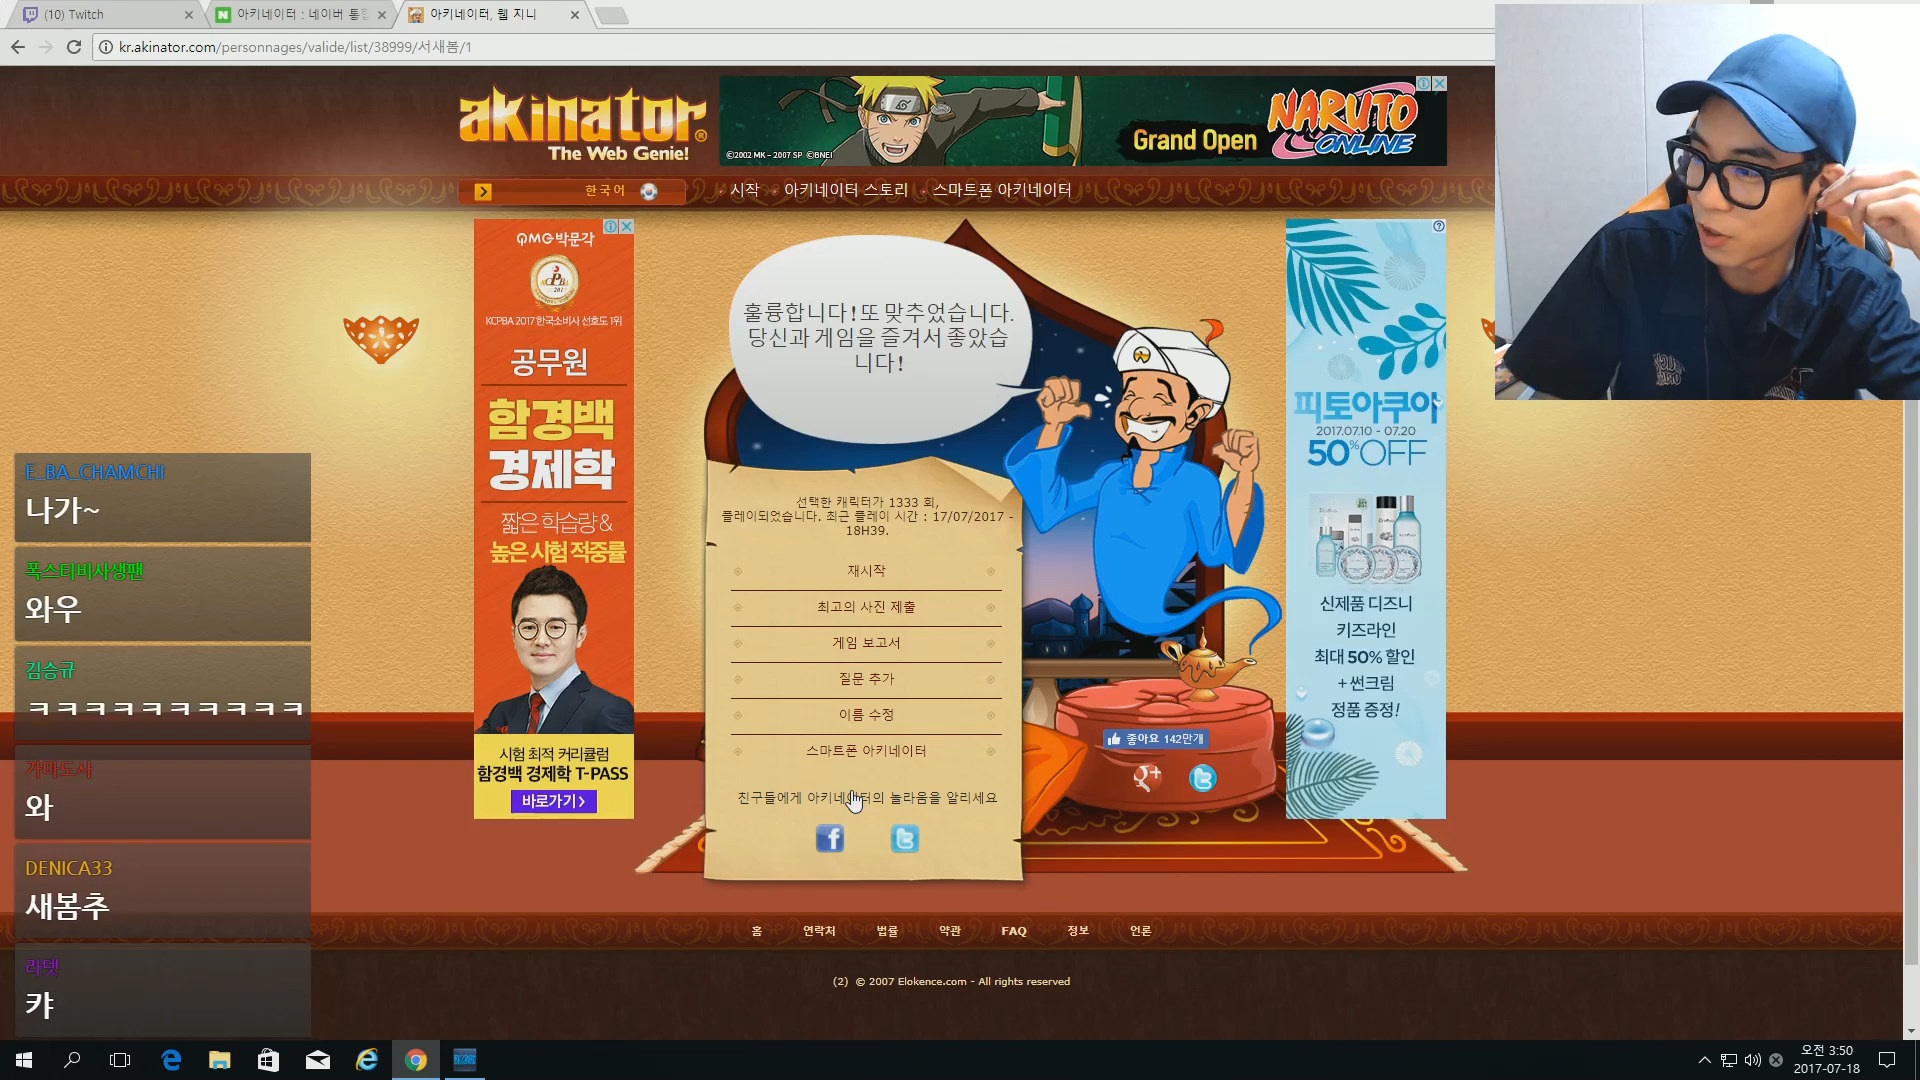 (10) Twitch
아키네이터 : 네이버 통합
아키네이터, 웹 지니
kr.akinator.com/personnages/valide/list/38999/서새봄/1
akinator®
The Web Genie!
©2002 MK – 2007 SP ©BNEI
Grand Open
NARUTO
ONLINE
한국어
시작
아키네이터 스토리
스마트폰 아키네이터
QMG박문각
KCPBA 2017 한국소비사 선호도 1위
공무원
함경백
경제학
짧은 학습량&
높은 시험 적중률
시험 최적 커리큘럼
함경백 경제학 T-PASS
바로가기 >
훌륭합니다! 또 맞추었습니다.
당신과 게임을 즐겨서 좋았습
니다!
선택한 캐릭터가 1333 회,
플레이되었습니다. 최근 플레이 시간 : 17/07/2017 -
18H39.
재시작
최고의 사진 제출
게임 보고서
질문 추가
이름 수정
스마트폰 아키네이터
친구들에게 아키네이터의 놀라움을 알리세요
좋아요 142만개
피토아쿠아
2017.07.10 - 07.20
50% OFF
신제품 디즈니
키즈라인
최대 50% 할인
+ 썬크림
정품 증정!
E_BA_CHAMCHI
나가~
폭스티비사생팬
와우
김승규
ㅋㅋㅋㅋㅋㅋㅋㅋㅋㅋ
가마도사
와
DENICA33
새봄추
라뎃
캬
홈
연락처
법률
약관
FAQ
정보
언론
(2) © 2007 Elokence.com - All rights reserved
오전 3:50
2017-07-18